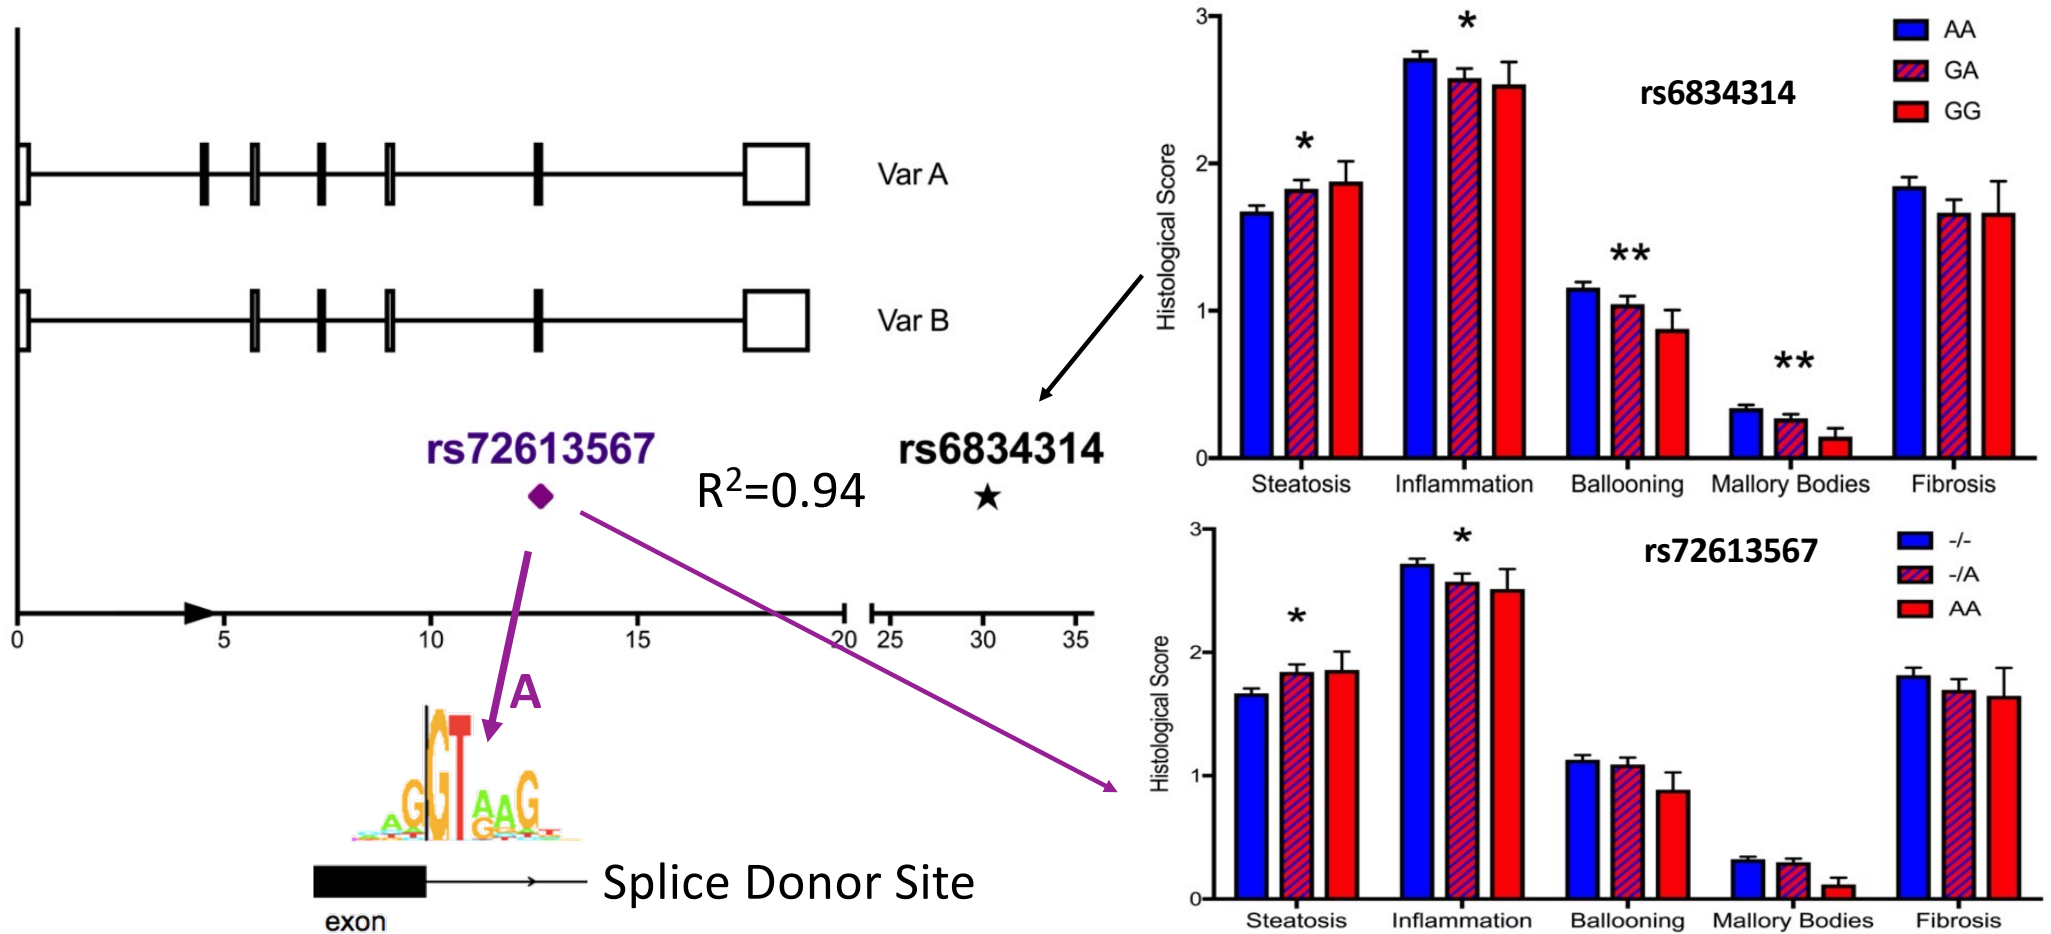 Var A
Var B
rs72613567
rs6834314
R²=0.94
0 5 10 15 20 25 30 35
A
A G G T A A G
G
Splice Donor Site
exon
rs6834314
AA
GA
GG
Histological Score
3
2
1
0
* * ** **
Steatosis Inflammation Ballooning Mallory Bodies Fibrosis
rs72613567
-/-
-/A
AA
Histological Score
3
2
1
0
* *
Steatosis Inflammation Ballooning Mallory Bodies Fibrosis